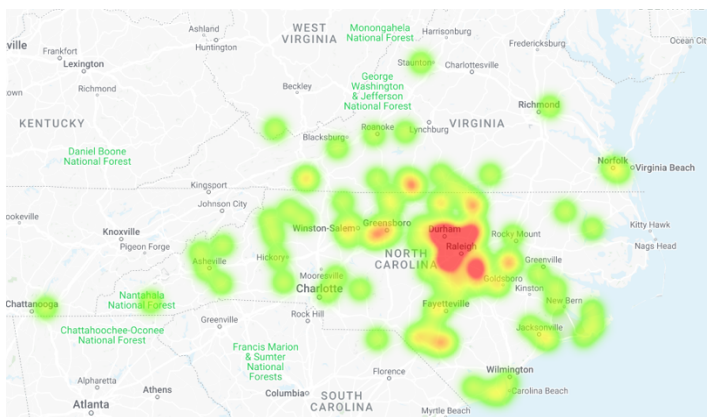 WEST
VIRGINIA
Monongahela
National Forest
Harrisonburg
Ashland
Huntington
Fredericksburg
Ocean City
ville
Frankfort
Lexington
Staunton
Charlottesville
George
Washington
& Jefferson
National Forest
Richmond
Beckley
Richmond
own
KENTUCKY
Blacksburg
Roanoke
Lynchburg
VIRGINIA
Daniel Boone
National Forest
Norfolk
Virginia Beach
Kingsport
Johnson City
ookeville
Knoxville
Pigeon Forge
Winston-Salem
Greensboro
Durham
Raleigh
Rocky Mount
Kitty Hawk
Nags Head
Asheville
Hickory
NORTH
CAROLINA
Greenville
Mooresville
Charlotte
Goldsboro
Kinston
Nantahala
National Forest
New Bern
Chattanooga
Fayetteville
Chattahoochee-Oconee
National Forest
Greenville
Rock Hill
Jacksonville
Francis Marion
& Sumter
National
Forests
Florence
Wilmington
Alpharetta
Athens
Columbia
Carolina Beach
Atlanta
SOUTH
CAROLINA
Myrtle Beach